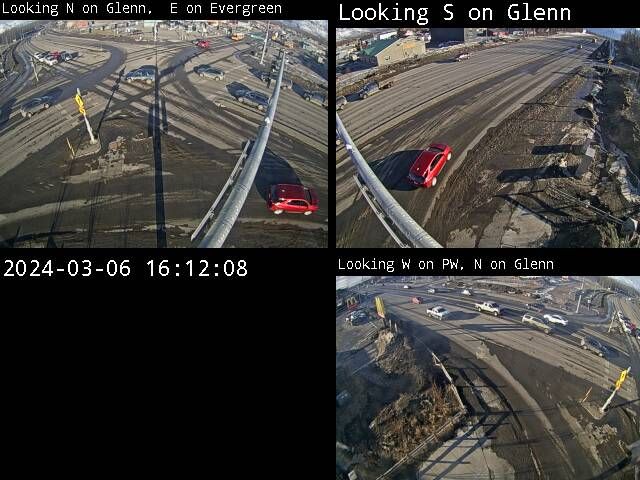 Looking N on Glenn,  E on Evergreen
Looking S on Glenn
2024-03-06 16:12:08
Looking W on PW, N on Glenn